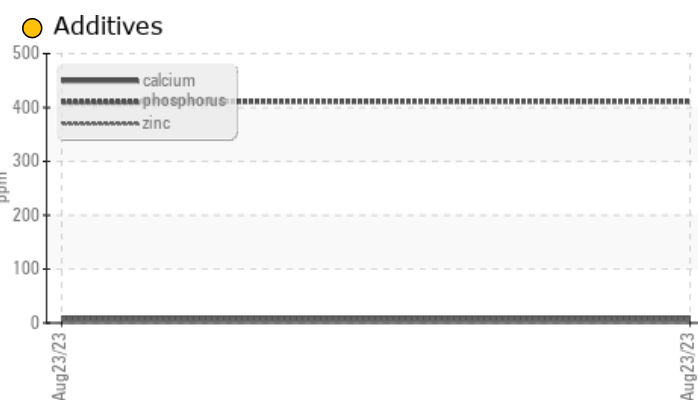 Additives
500
400
300
200
100
0
ppm
calcium
phosphorus
zinc
Aug23/23
Aug23/23